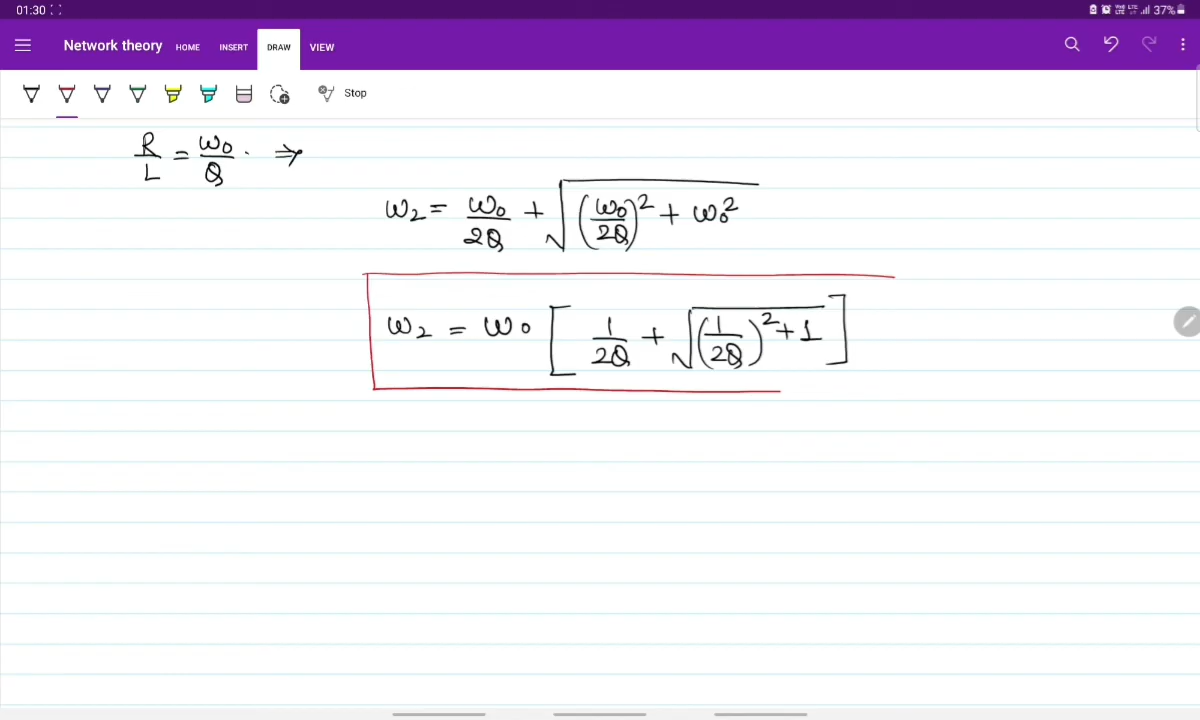 01:30 37%
Network theory HOME INSERT DRAW VIEW
Stop
R/L = ω₀/Q · ⇒
ω₂ = ω₀/2Q + √((ω₀/2Q)² + ω₀²)
ω₂ = ω₀ [ 1/2Q + √((1/2Q)² + 1) ]